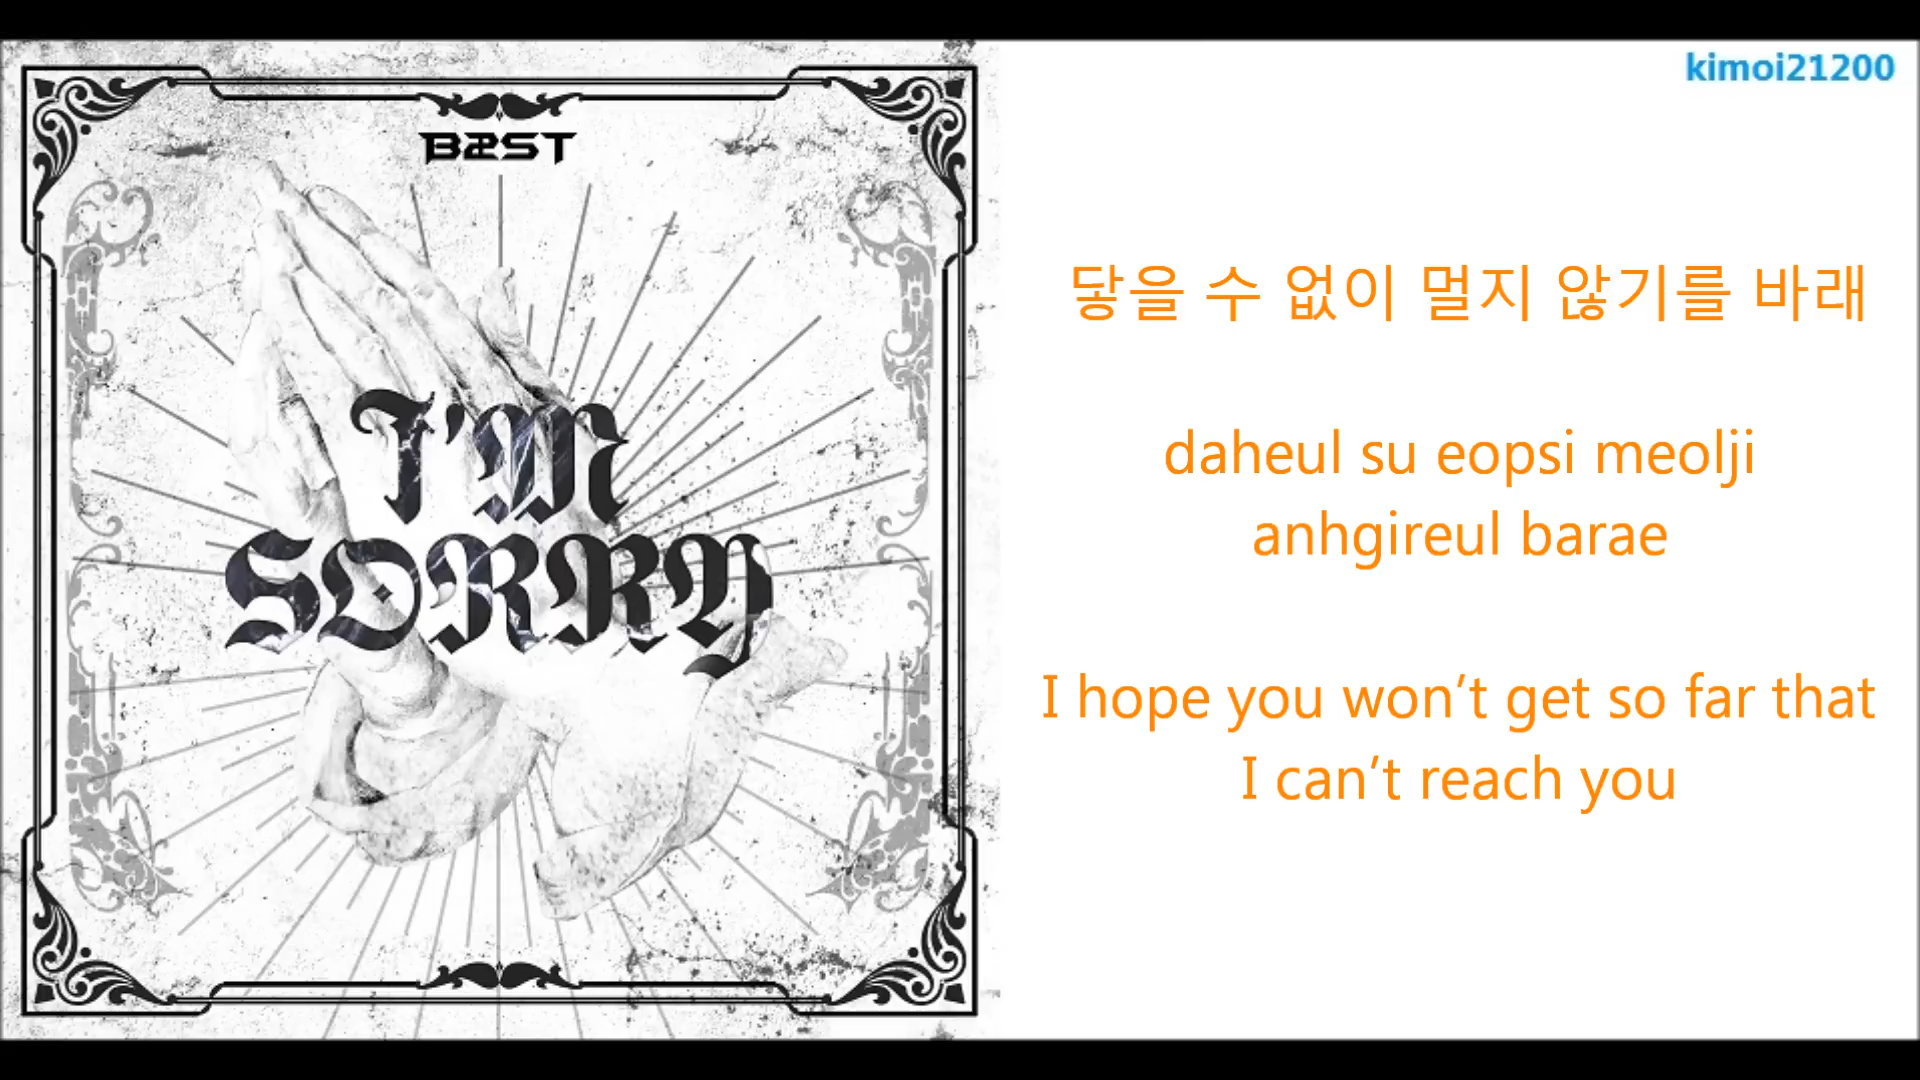 B2ST
I'M
SORRY
kimoi21200
닿을 수 없이 멀지 않기를 바래
daheul su eopsi meolji
anhgireul barae
I hope you won't get so far that
I can't reach you